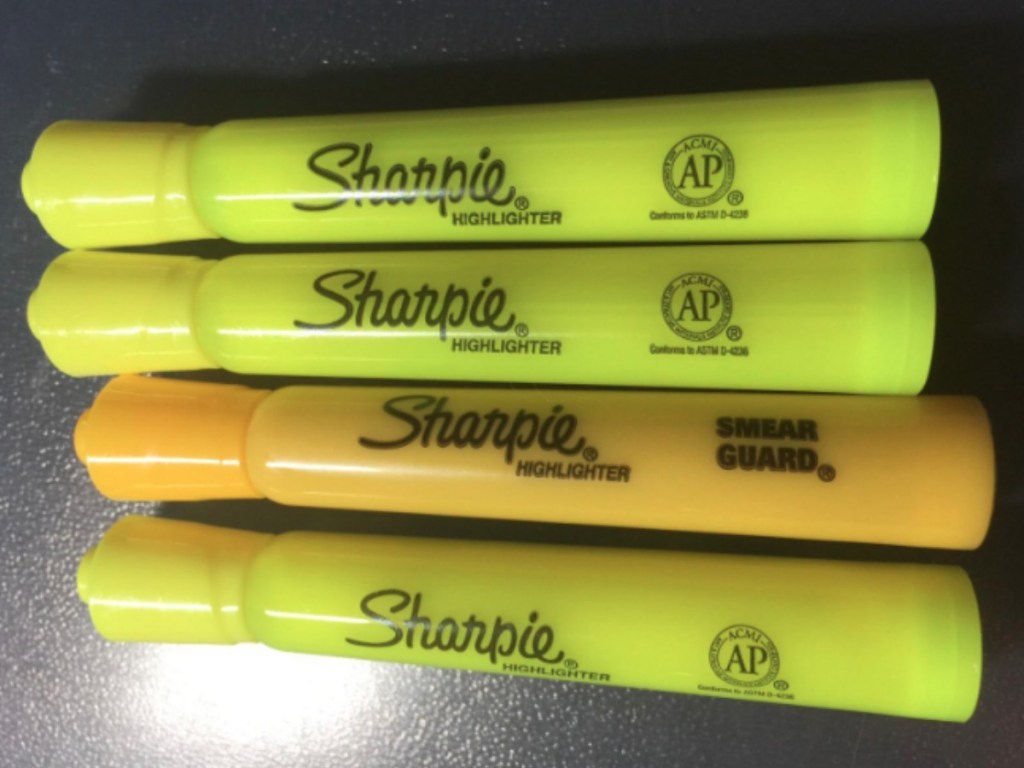 Sharpie®
HIGHLIGHTER
ACMI
AP®
Conforms to ASTM D-4236
Sharpie®
HIGHLIGHTER
ACMI
AP®
Conforms to ASTM D-4236
Sharpie®
HIGHLIGHTER
SMEAR
GUARD®
Sharpie®
HIGHLIGHTER
ACMI
AP®
Conforms to ASTM D-4236